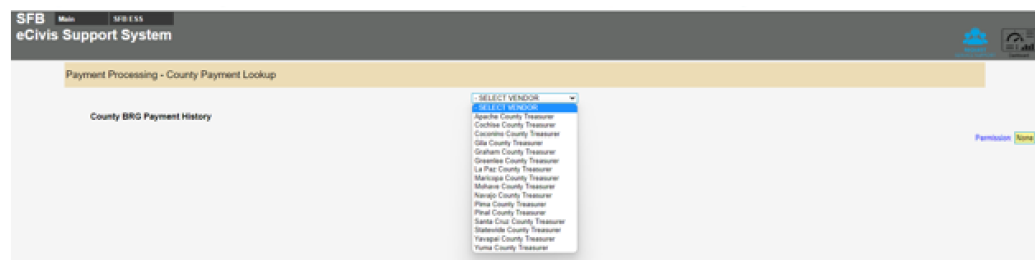 SFB Main SFB ESS
eCivis Support System
Payment Processing - County Payment Lookup
- SELECT VENDOR
- SELECT VENDOR
County BRG Payment History
Apache County Treasurer
Cochise County Treasurer
Coconino County Treasurer
Gila County Treasurer
Graham County Treasurer
Greenlee County Treasurer
La Paz County Treasurer
Maricopa County Treasurer
Mohave County Treasurer
Navajo County Treasurer
Pima County Treasurer
Pinal County Treasurer
Santa Cruz County Treasurer
Statewide County Treasurer
Yavapai County Treasurer
Yuma County Treasurer
Permission None